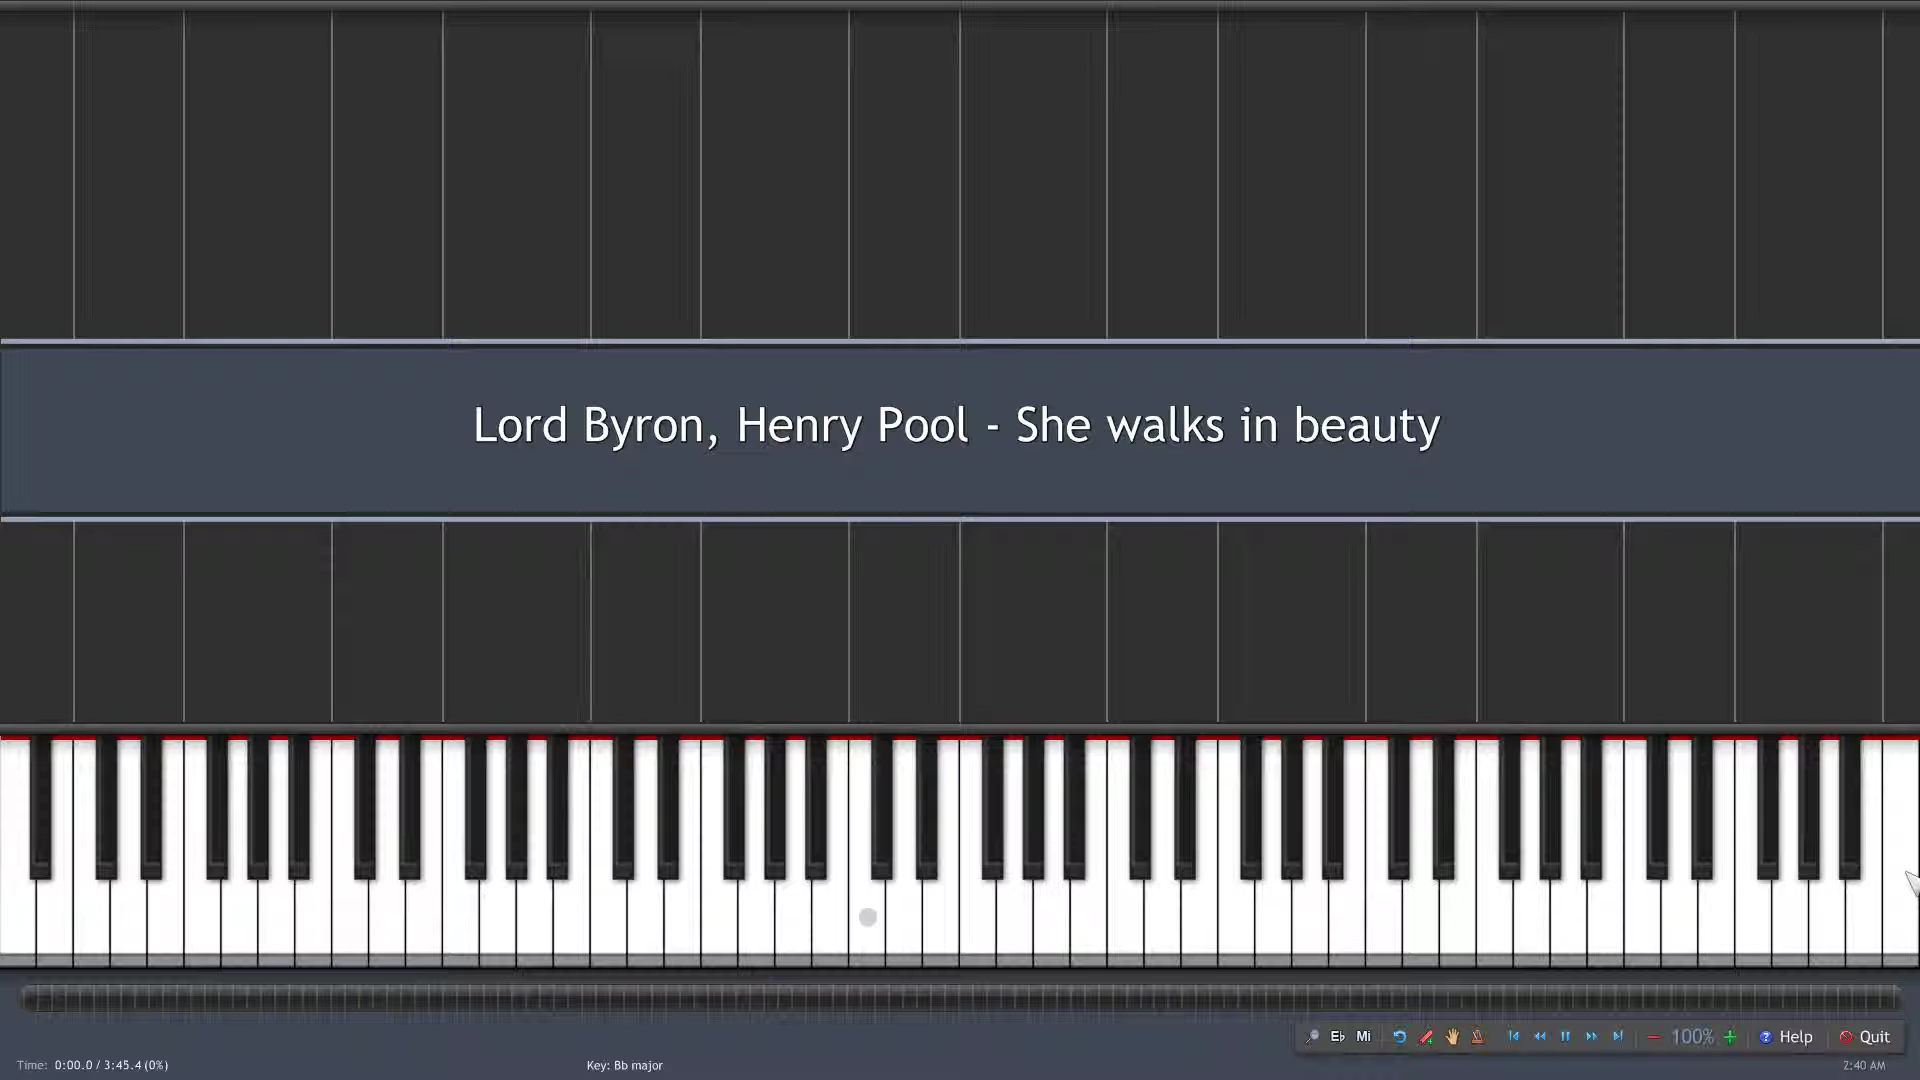 Lord Byron, Henry Pool - She walks in beauty
Eb Mi 100% Help Quit
Time: 0:00.0 / 3:45.4 (0%) Key: Bb major 2:40 AM